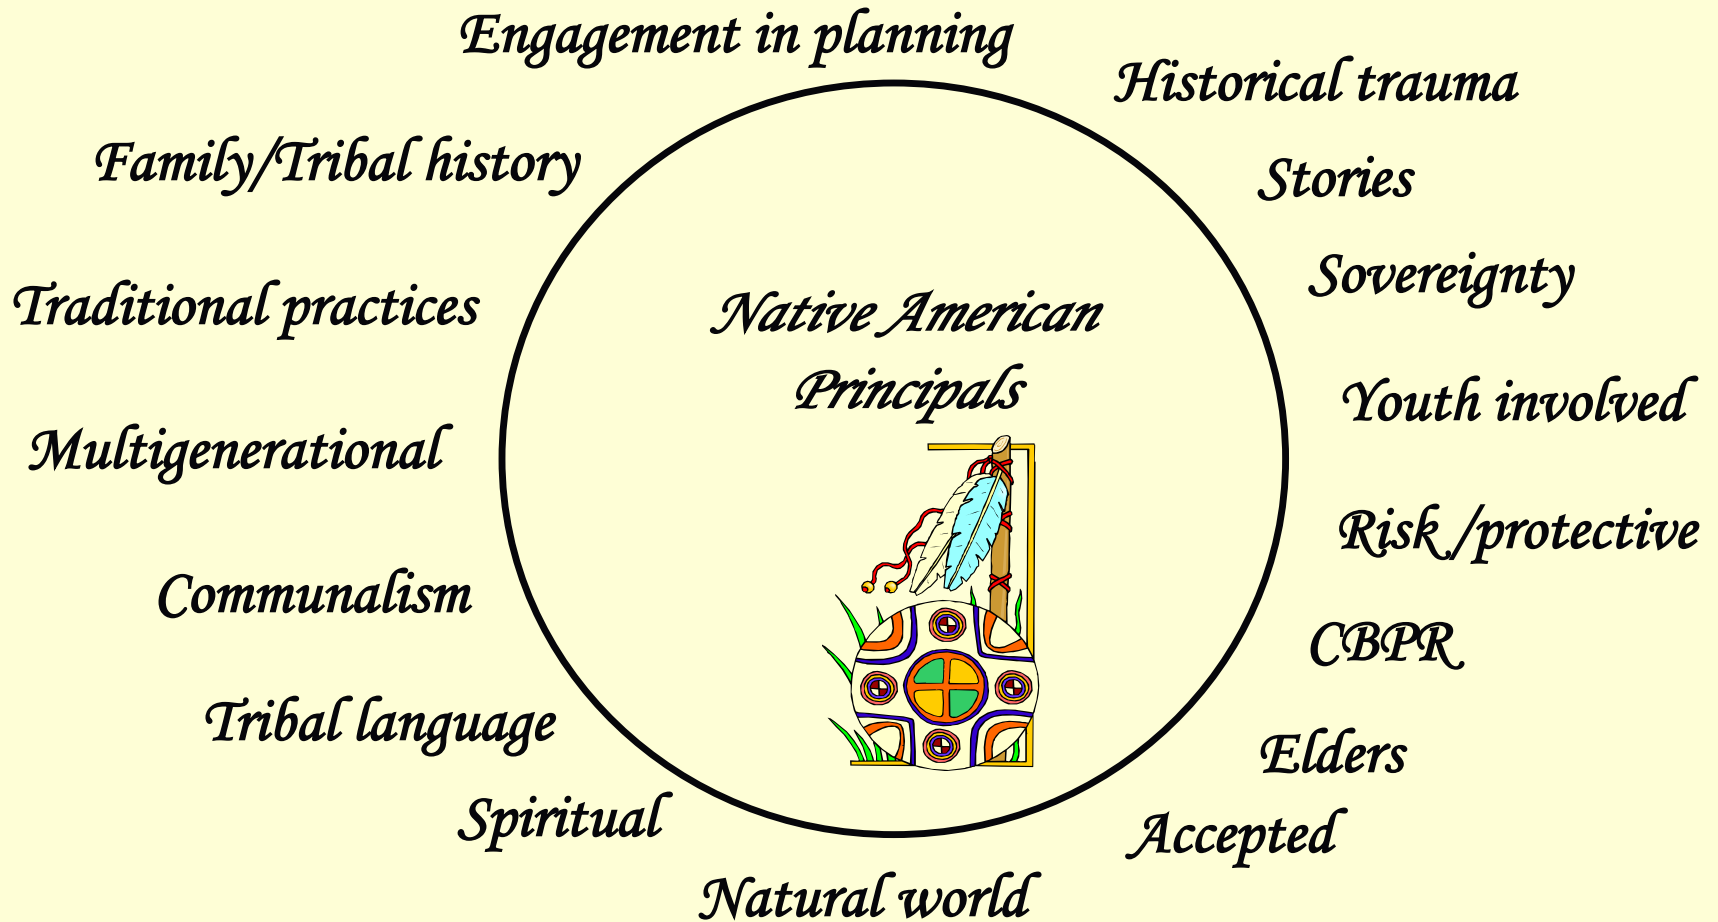 Engagement in planning
Historical trauma
Family/Tribal history
Stories
Sovereignty
Traditional practices
Native American
Principals
Youth involved
Multigenerational
Risk/protective
Communalism
CBPR
Tribal language
Elders
Spiritual
Accepted
Natural world